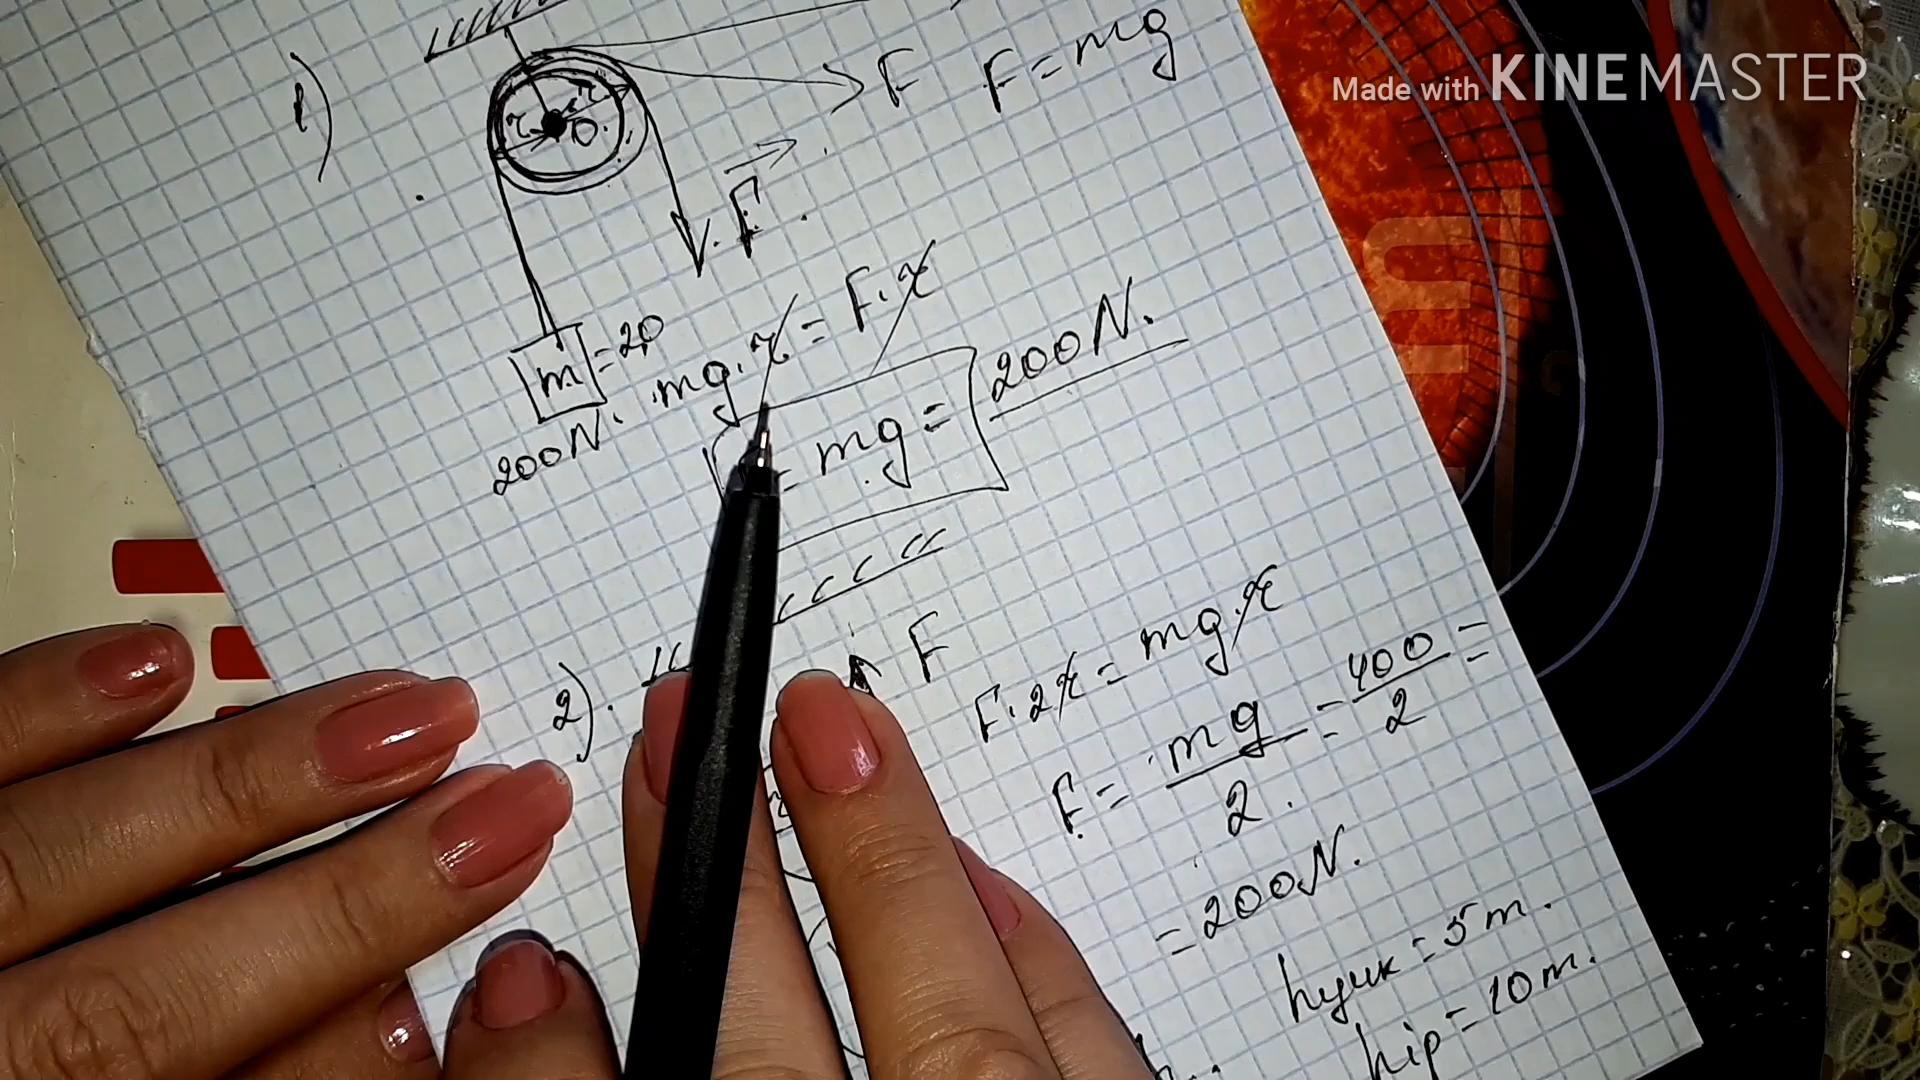 Made with KINEMASTER
1)
F F = mg
r r O
F
m = 20
200N.
mg · r = F · r
= mg = 200N.
2).
F
F · 2r = mg · r
F = mg/2 = 400/2 =
= 200N.
hүжк = 5m.
hip = 10m.